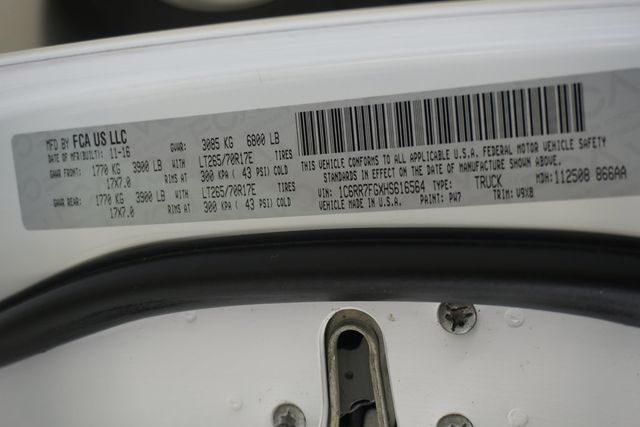 MFD BY FCA US LLC
MFG DATE/BUILT: 11-16 GVWR: 3085 KG 6800 LB
GAWR FRONT: 1770 KG 3900 LB WITH LT265/70R17E TIRES
17X7.0 RIMS AT 300 KPA ( 43 PSI) COLD
GAWR REAR: 1770 KG 3900 LB WITH LT265/70R17E TIRES
17X7.0 RIMS AT 300 KPA ( 43 PSI) COLD
THIS VEHICLE CONFORMS TO ALL APPLICABLE U.S.A. FEDERAL MOTOR VEHICLE SAFETY
STANDARDS IN EFFECT ON THE DATE OF MANUFACTURE SHOWN ABOVE.
VIN: 1C6RR7FGXHS616564 TYPE: TRUCK MDH: 112508 866AA
VEHICLE MADE IN U.S.A. PAINT: PW7 TRIM: V9X8